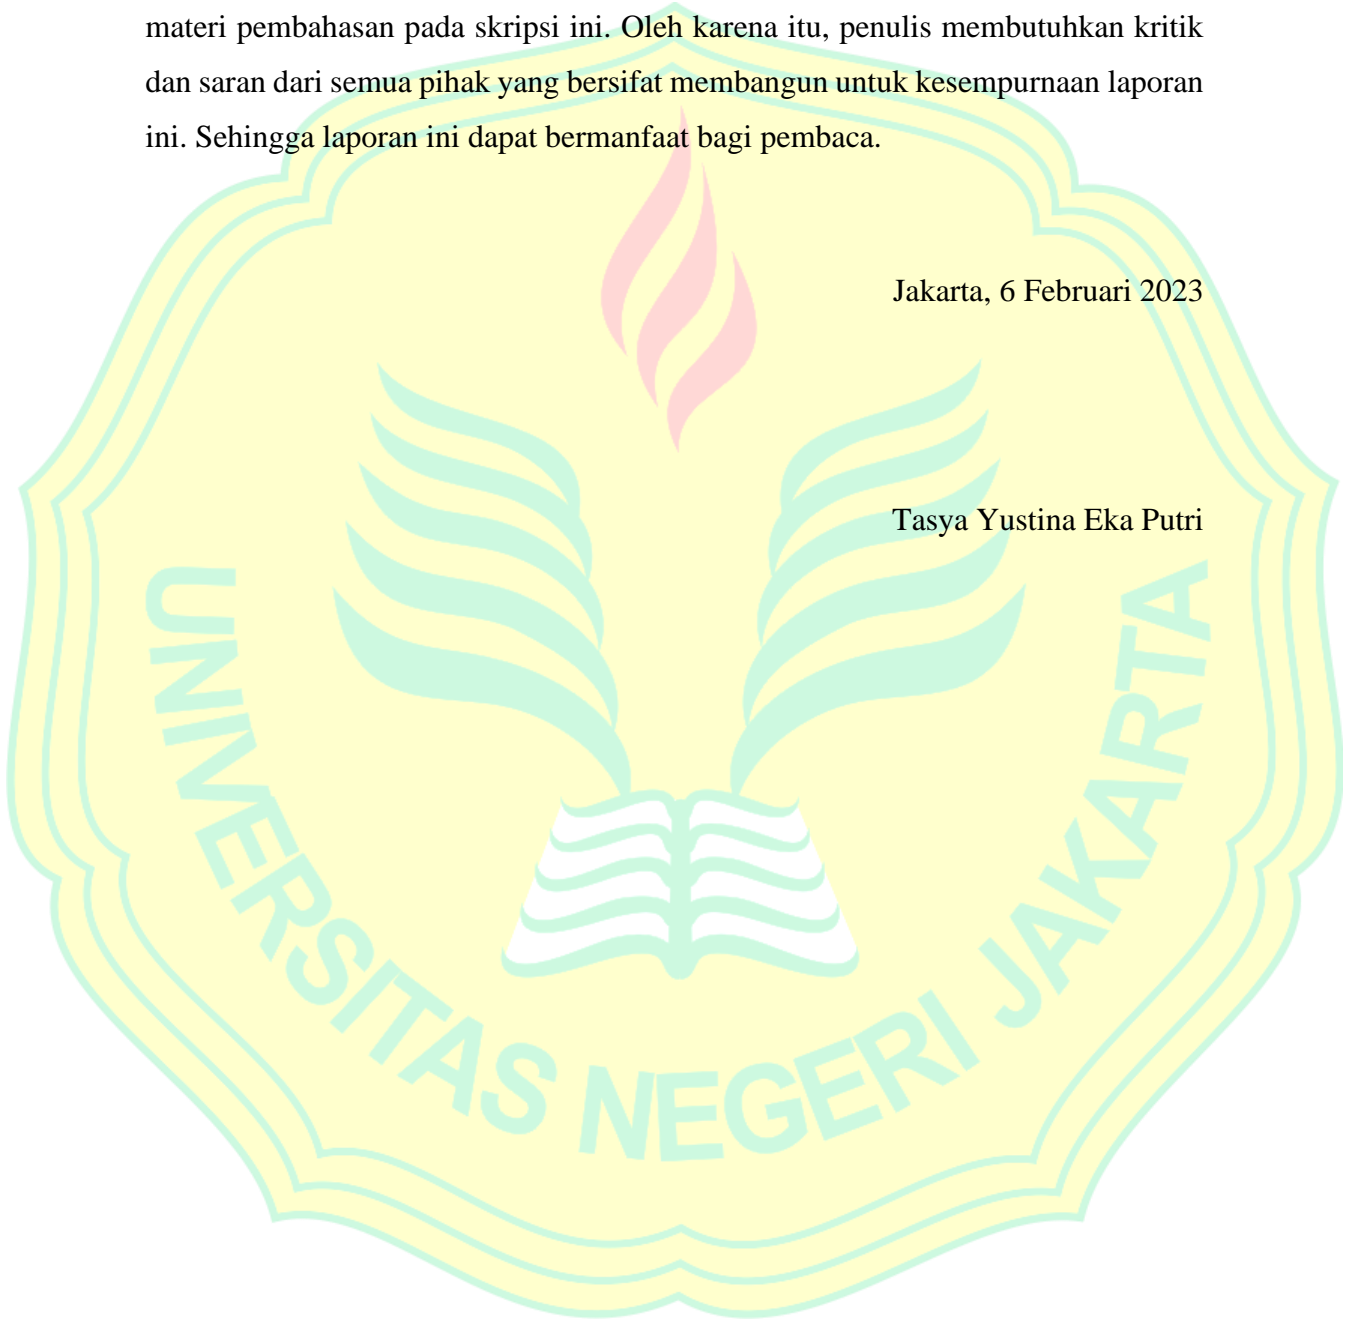 materi pembahasan pada skripsi ini. Oleh karena itu, penulis membutuhkan kritik
dan saran dari semua pihak yang bersifat membangun untuk kesempurnaan laporan
ini. Sehingga laporan ini dapat bermanfaat bagi pembaca.
Jakarta, 6 Februari 2023
Tasya Yustina Eka Putri
UNIVERSITAS NEGERI JAKARTA